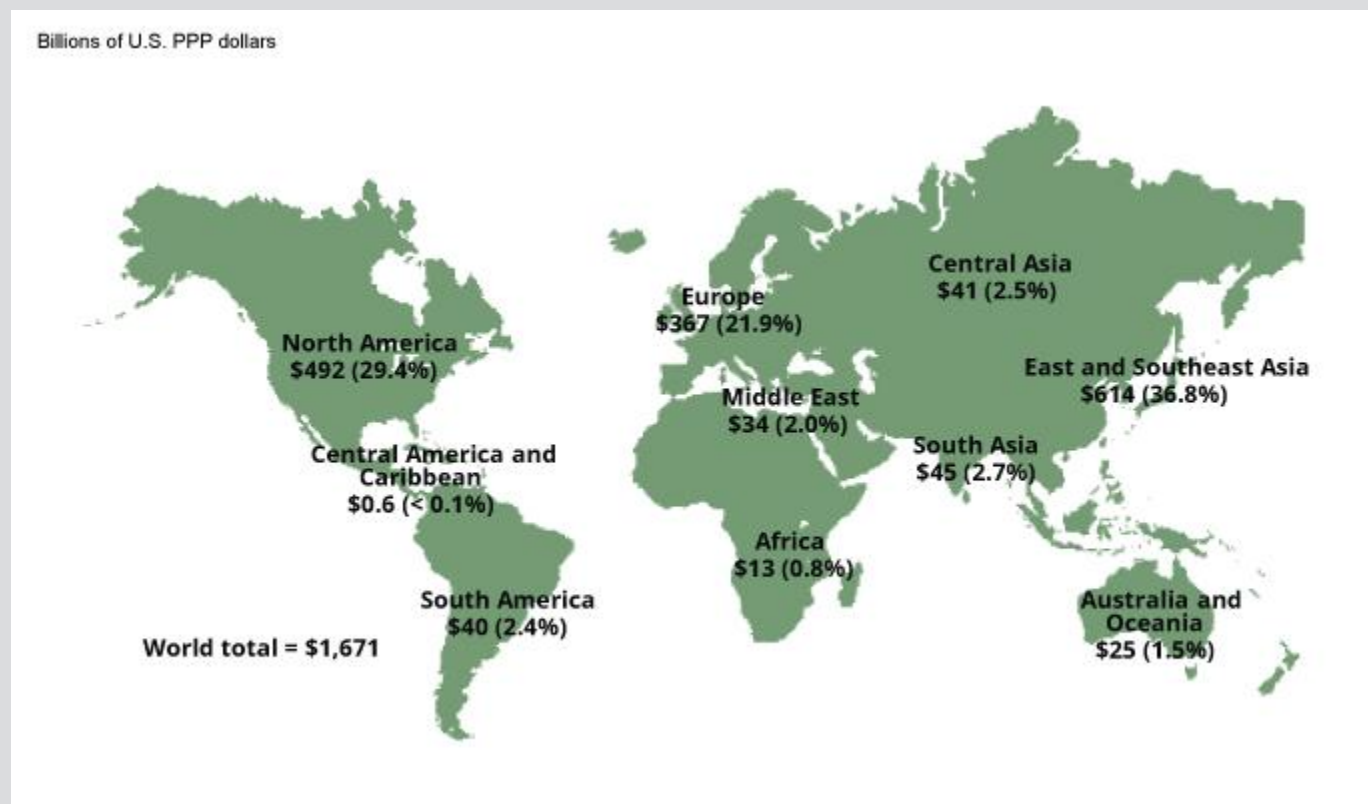 Billions of U.S. PPP dollars
Central Asia
$41 (2.5%)
Europe
$367 (21.9%)
North America
$492 (29.4%)
East and Southeast Asia
$614 (36.8%)
Middle East
$34 (2.0%)
South Asia
$45 (2.7%)
Central America and
Caribbean
$0.6 (< 0.1%)
Africa
$13 (0.8%)
South America
$40 (2.4%)
Australia and
Oceania
$25 (1.5%)
World total = $1,671